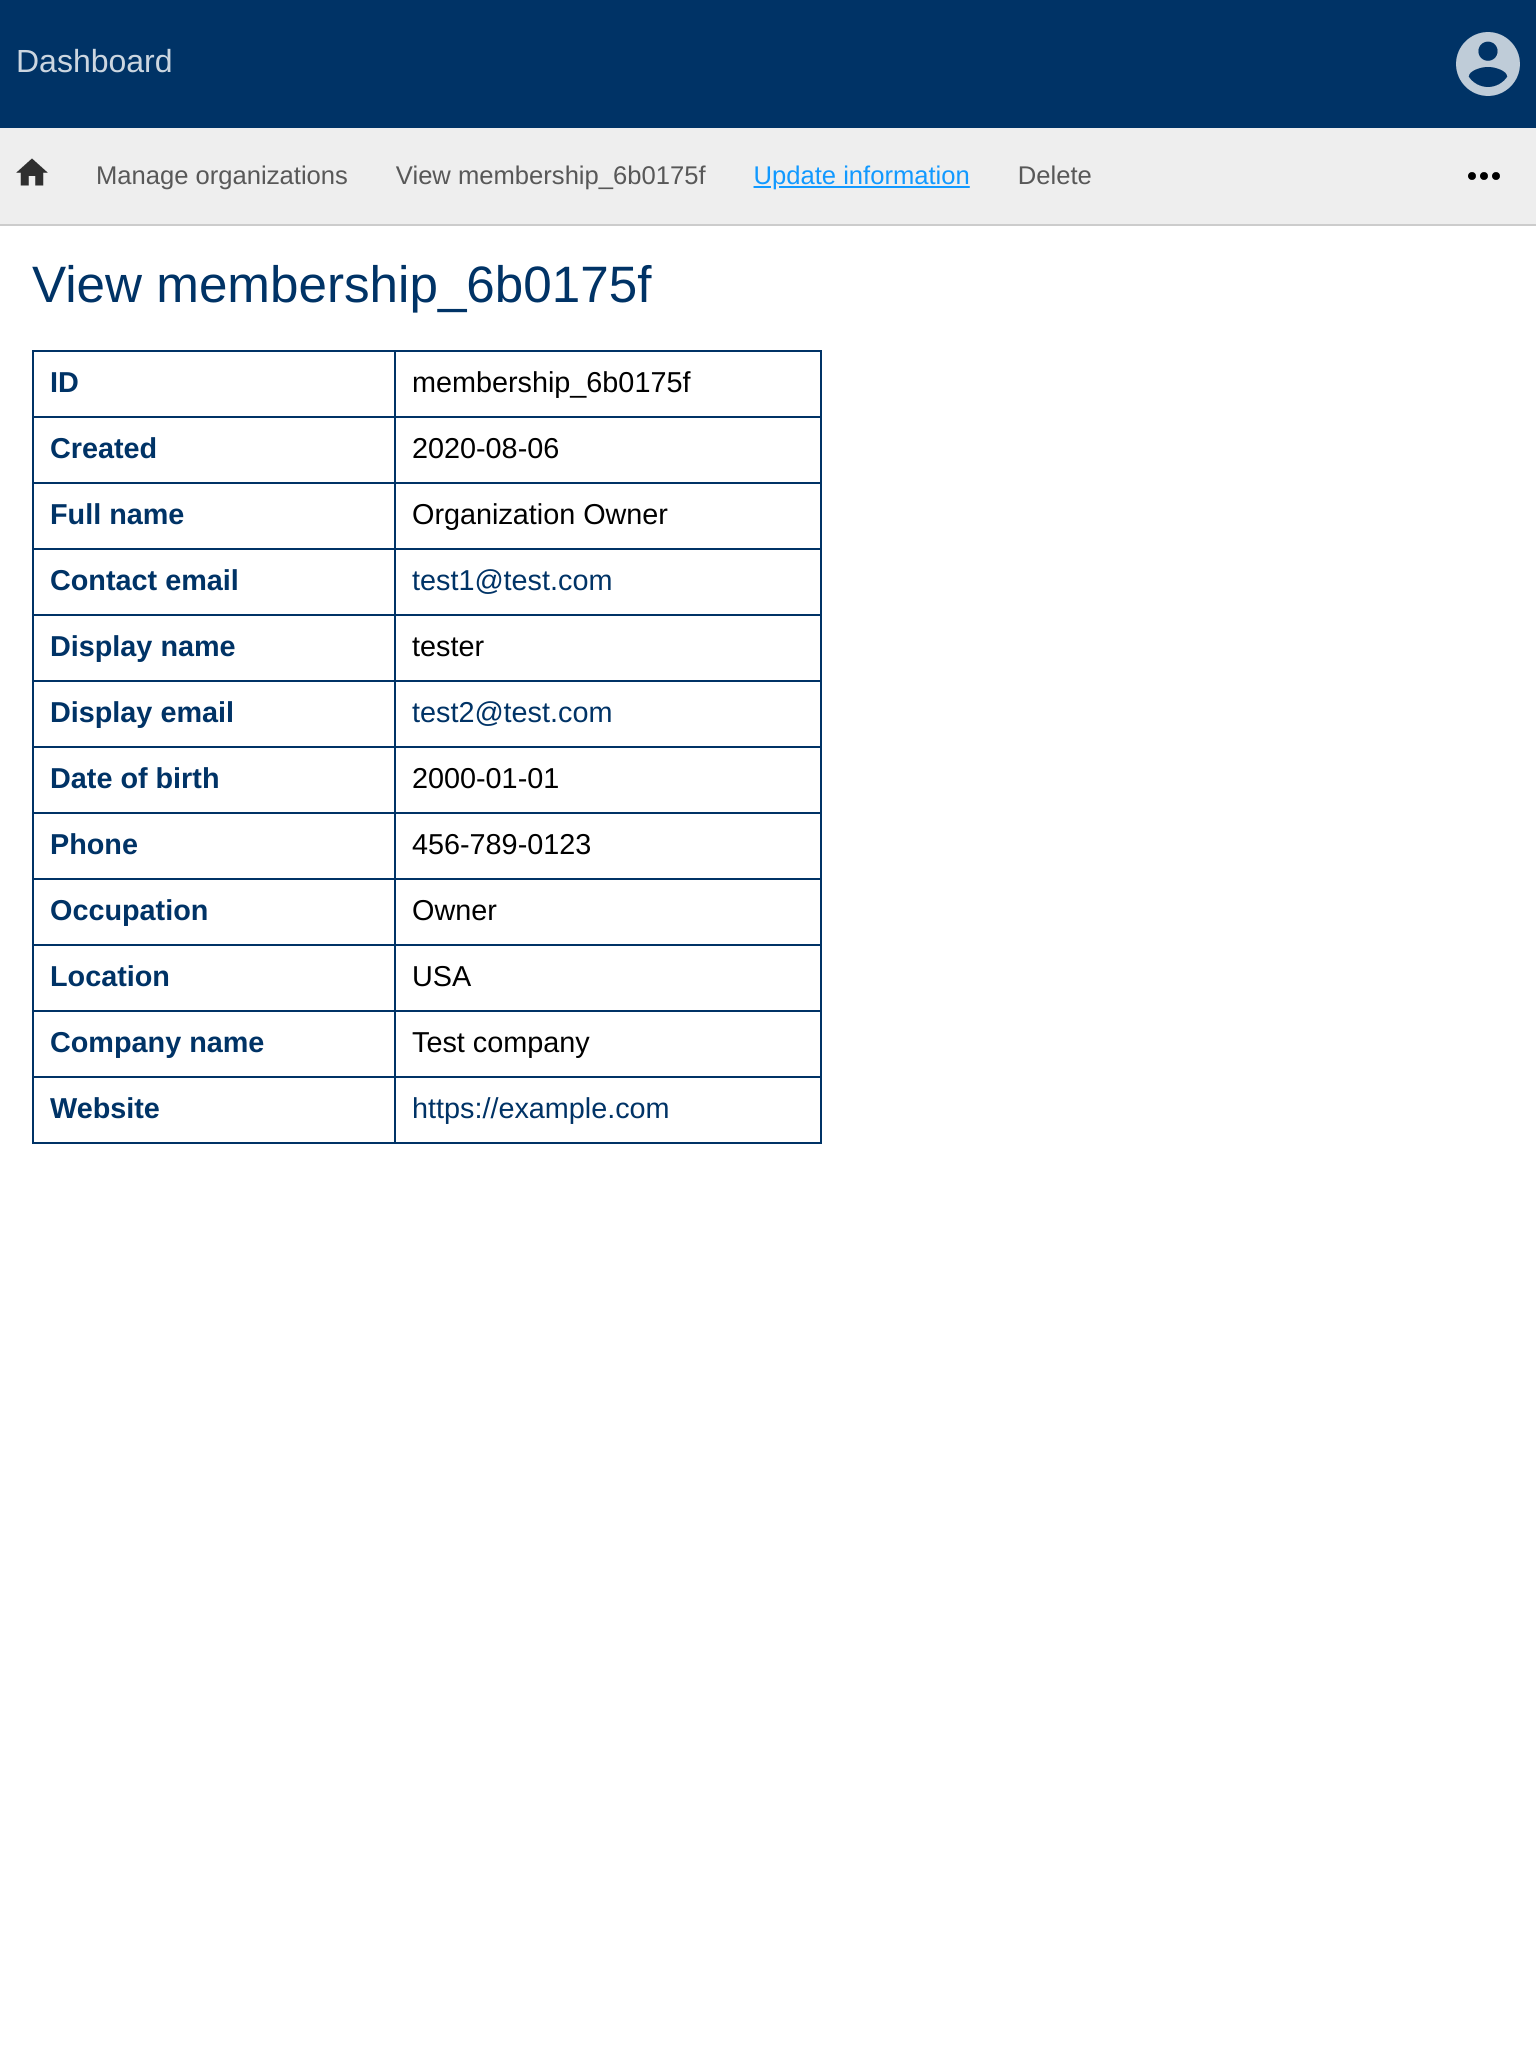 Dashboard
Manage organizations View membership_6b0175f Update information Delete
View membership_6b0175f
ID membership_6b0175f
Created 2020-08-06
Full name Organization Owner
Contact email test1@test.com
Display name tester
Display email test2@test.com
Date of birth 2000-01-01
Phone 456-789-0123
Occupation Owner
Location USA
Company name Test company
Website https://example.com